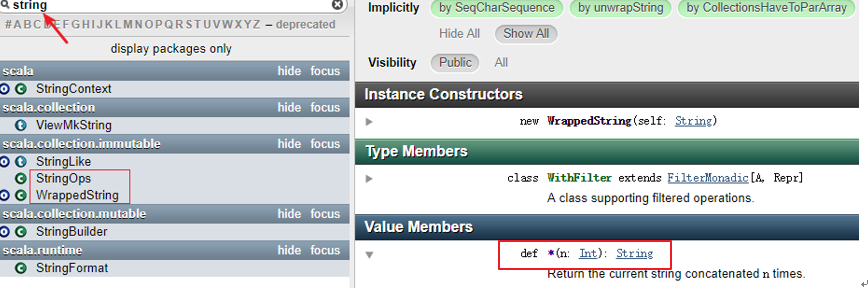 string
#ABCDEFGHIJKLMNOPQRSTUVWXYZ – deprecated
display packages only
scala hide focus
StringContext
scala.collection hide focus
ViewMkString
scala.collection.immutable hide focus
StringLike
StringOps
WrappedString
scala.collection.mutable hide focus
StringBuilder
scala.runtime hide focus
StringFormat
Implicitly by SeqCharSequence by unwrapString by CollectionsHaveToParArray
Hide All Show All
Visibility Public All
Instance Constructors
new WrappedString(self: String)
Type Members
class WithFilter extends FilterMonadic[A, Repr]
A class supporting filtered operations.
Value Members
def *(n: Int): String
Return the current string concatenated n times.